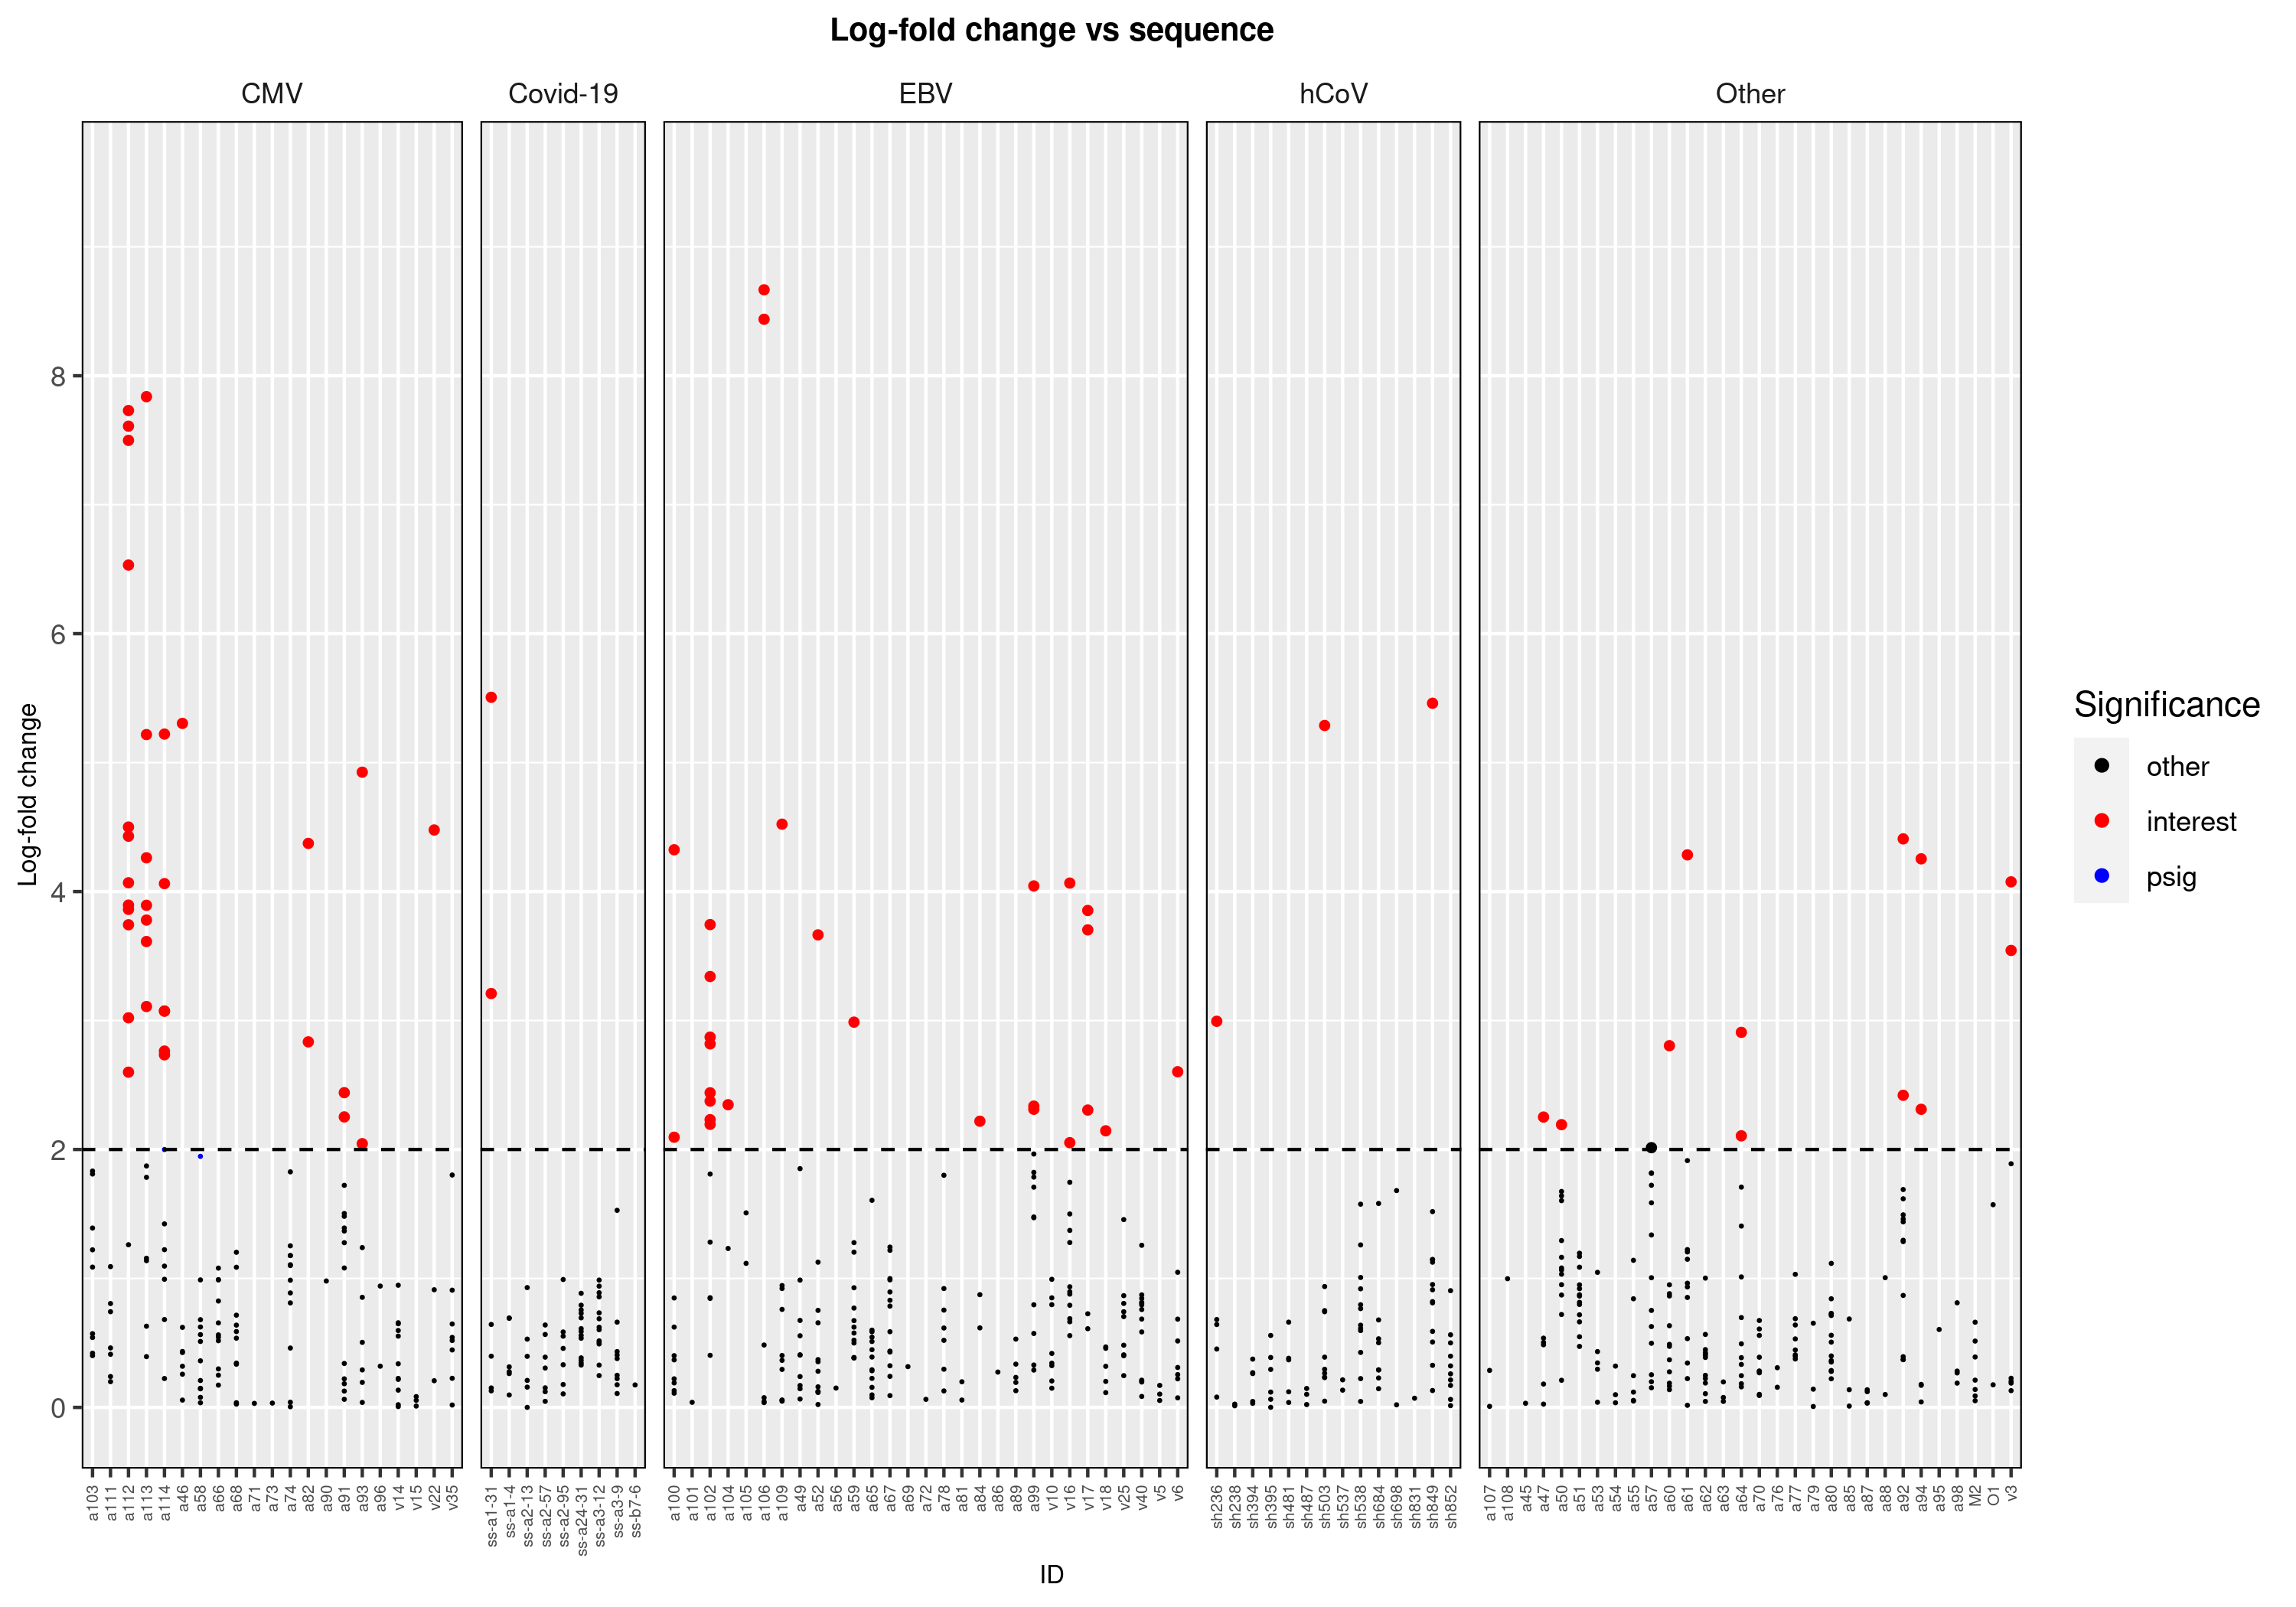 Log-fold change vs sequence
CMV
Covid-19
EBV
hCoV
Other
Log-fold change
8
6
4
2
0
a103
a111
a112
a113
a114
a46
a58
a66
a68
a71
a73
a74
a82
a90
a91
a93
a96
v14
v15
v22
v35
ss-a1-31
ss-a1-4
ss-a2-13
ss-a2-57
ss-a2-95
ss-a24-31
ss-a3-12
ss-a3-9
ss-b7-6
a100
a101
a102
a104
a105
a106
a109
a49
a52
a56
a59
a65
a67
a69
a72
a78
a81
a84
a86
a89
a99
v10
v16
v17
v18
v25
v40
v5
v6
sh236
sh238
sh394
sh395
sh481
sh487
sh503
sh537
sh538
sh684
sh698
sh831
sh849
sh852
a107
a108
a45
a47
a50
a51
a53
a54
a55
a57
a60
a61
a62
a63
a64
a70
a76
a77
a79
a80
a85
a87
a88
a92
a94
a95
a98
M2
O1
v3
ID
Significance
other
interest
psig